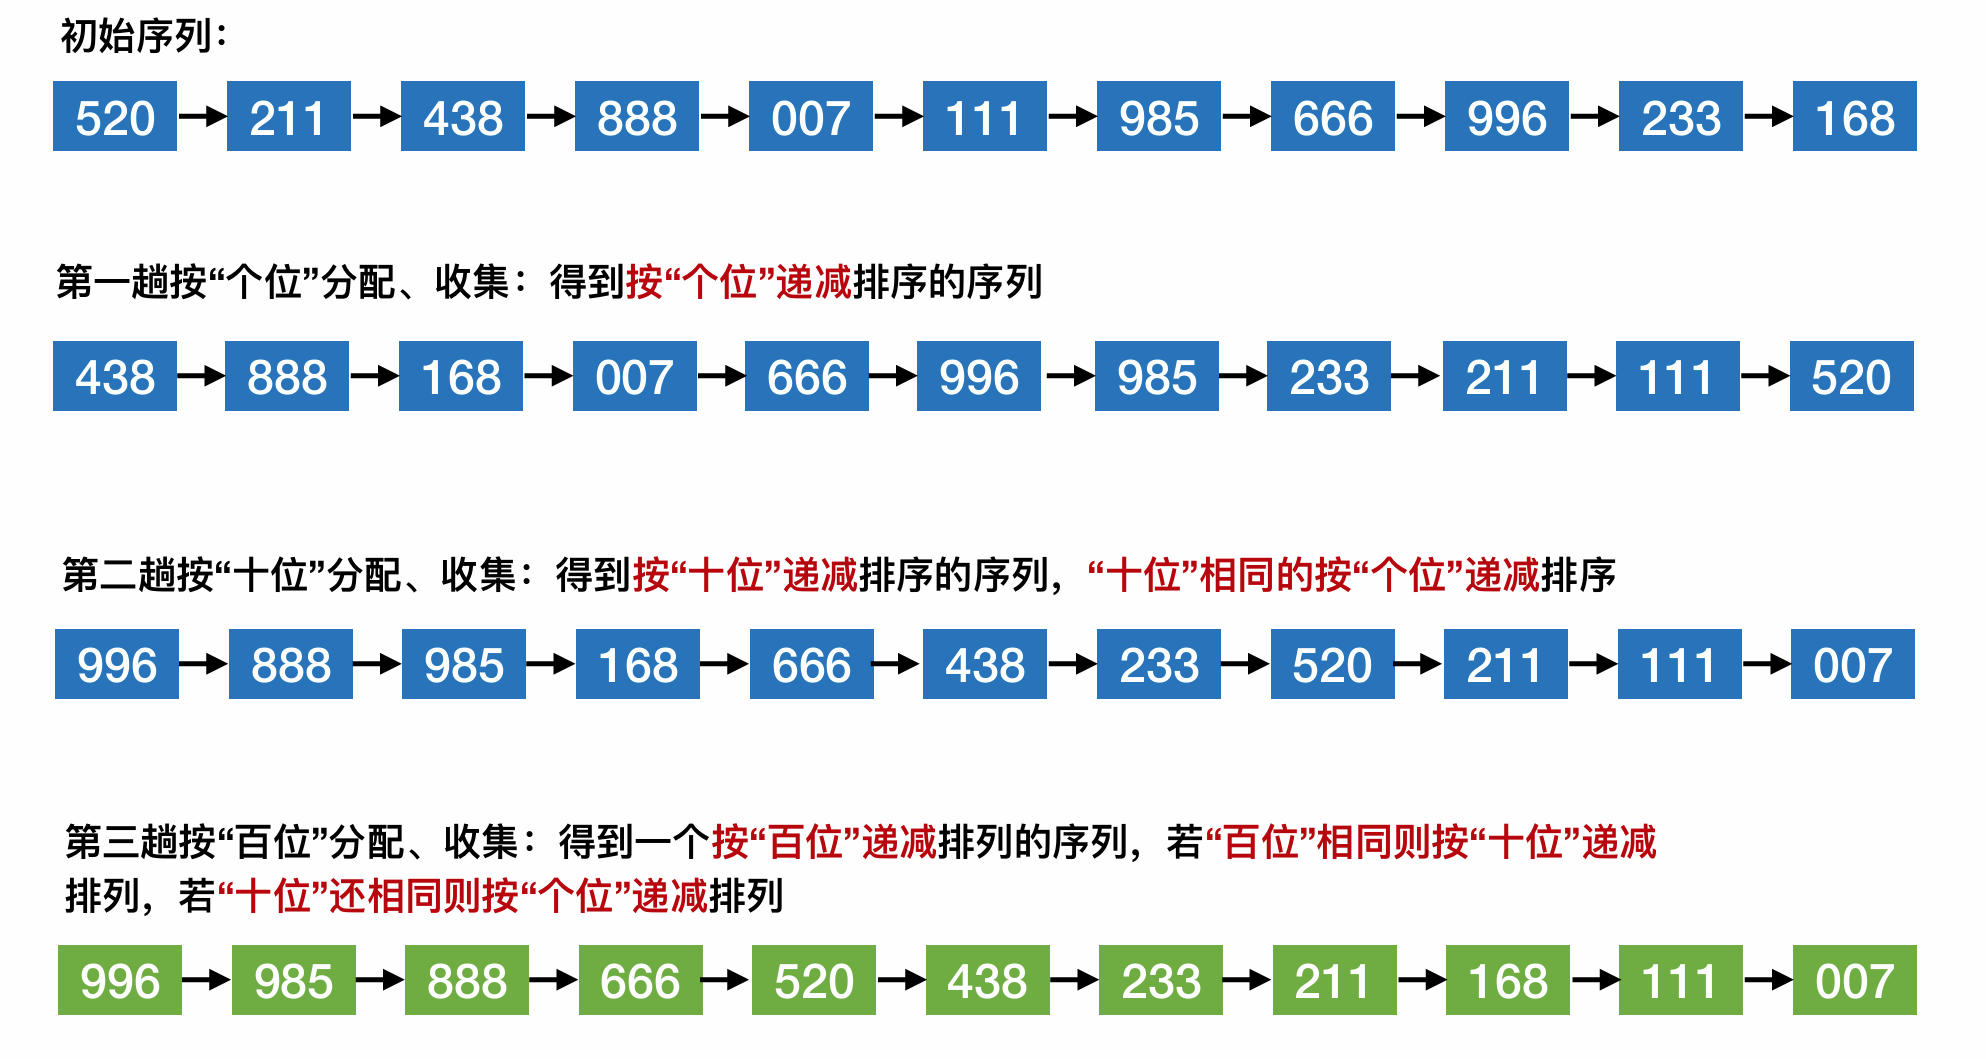 初始序列：
520 211 438 888 007 111 985 666 996 233 168
第一趟按“个位”分配、收集：得到按“个位”递减排序的序列
438 888 168 007 666 996 985 233 211 111 520
第二趟按“十位”分配、收集：得到按“十位”递减排序的序列，“十位”相同的按“个位”递减排序
996 888 985 168 666 438 233 520 211 111 007
第三趟按“百位”分配、收集：得到一个按“百位”递减排列的序列，若“百位”相同则按“十位”递减
排列，若“十位”还相同则按“个位”递减排列
996 985 888 666 520 438 233 211 168 111 007